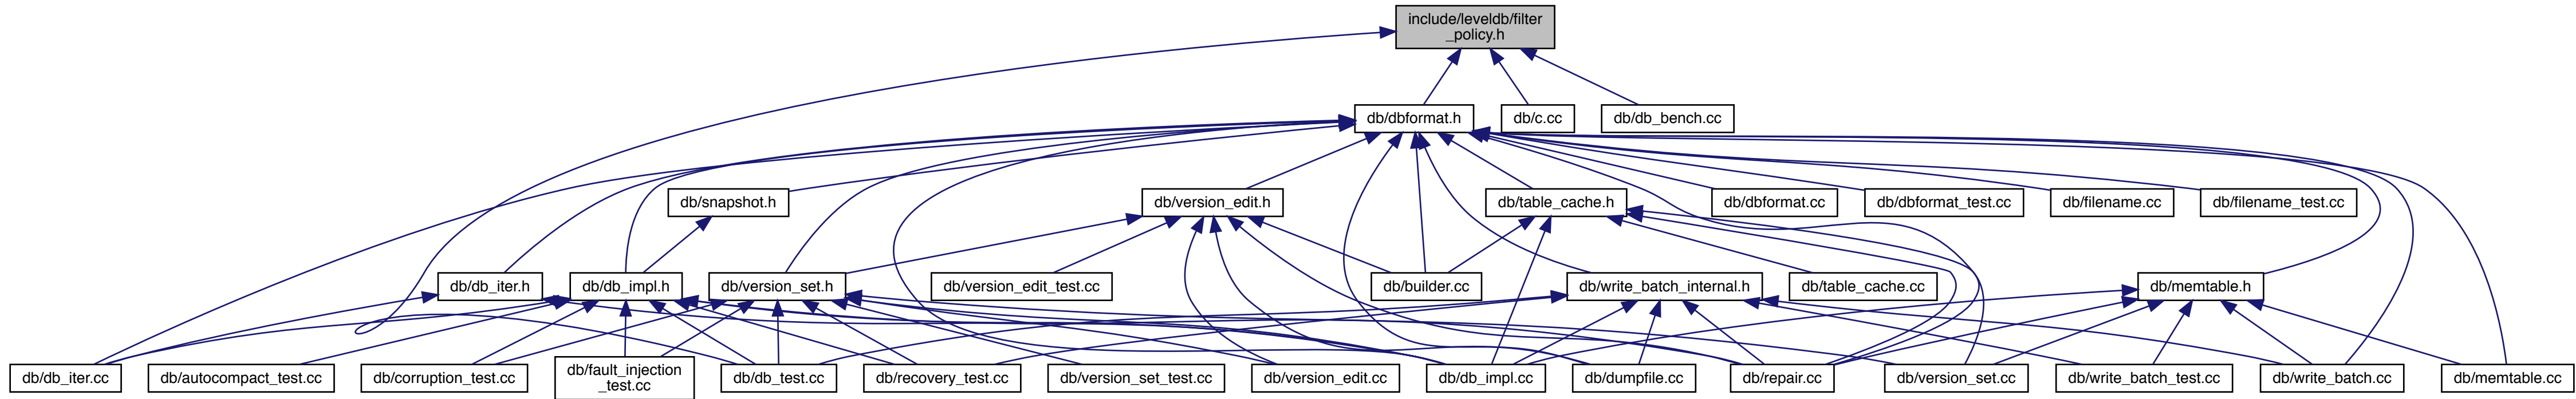 include/leveldb/filter
_policy.h
db/dbformat.h
db/c.cc
db/db_bench.cc
db/snapshot.h
db/version_edit.h
db/table_cache.h
db/dbformat.cc
db/dbformat_test.cc
db/filename.cc
db/filename_test.cc
db/db_iter.h
db/db_impl.h
db/version_set.h
db/version_edit_test.cc
db/builder.cc
db/write_batch_internal.h
db/table_cache.cc
db/memtable.h
db/db_iter.cc
db/autocompact_test.cc
db/corruption_test.cc
db/fault_injection
_test.cc
db/db_test.cc
db/recovery_test.cc
db/version_set_test.cc
db/version_edit.cc
db/db_impl.cc
db/dumpfile.cc
db/repair.cc
db/version_set.cc
db/write_batch_test.cc
db/write_batch.cc
db/memtable.cc